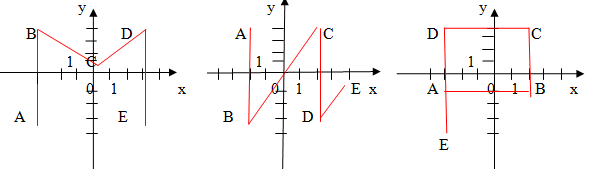 y y y
B D A C D C
1 C 1 1
x x x
0 1 0 1 E 0 1
A E B D A B
E